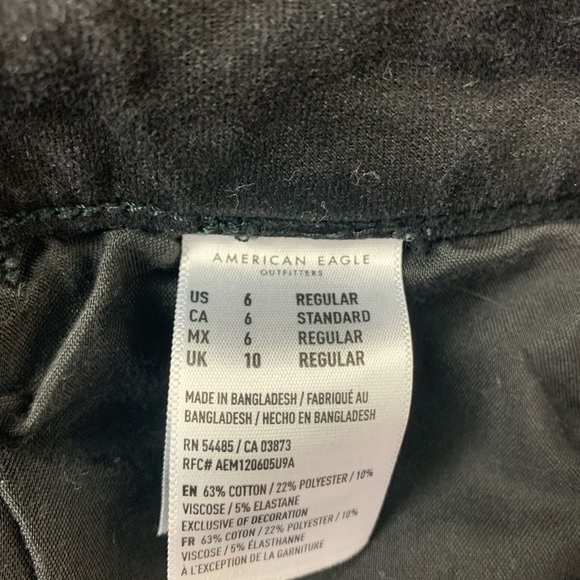 AMERICAN EAGLE
OUTFITTERS
US 6 REGULAR
CA 6 STANDARD
MX 6 REGULAR
UK 10 REGULAR
MADE IN BANGLADESH / FABRIQUÉ AU
BANGLADESH / HECHO EN BANGLADESH
RN 54485 / CA 03873
RFC# AEM120605U9A
EN 63% COTTON / 22% POLYESTER / 10%
VISCOSE / 5% ELASTANE
EXCLUSIVE OF DECORATION
FR 63% COTON / 22% POLYESTER / 10%
VISCOSE / 5% ÉLASTHANNE
À L'EXCEPTION DE LA GARNITURE